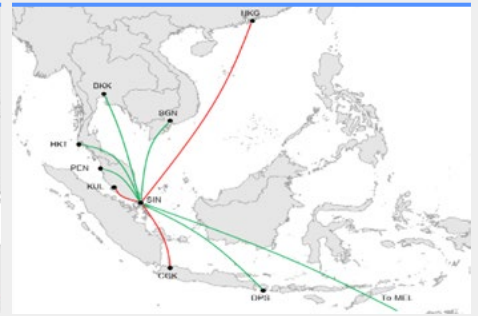 HKG
BKK
SGN
HKT
PEN
KUL
SIN
CGK
DPS
To MEL